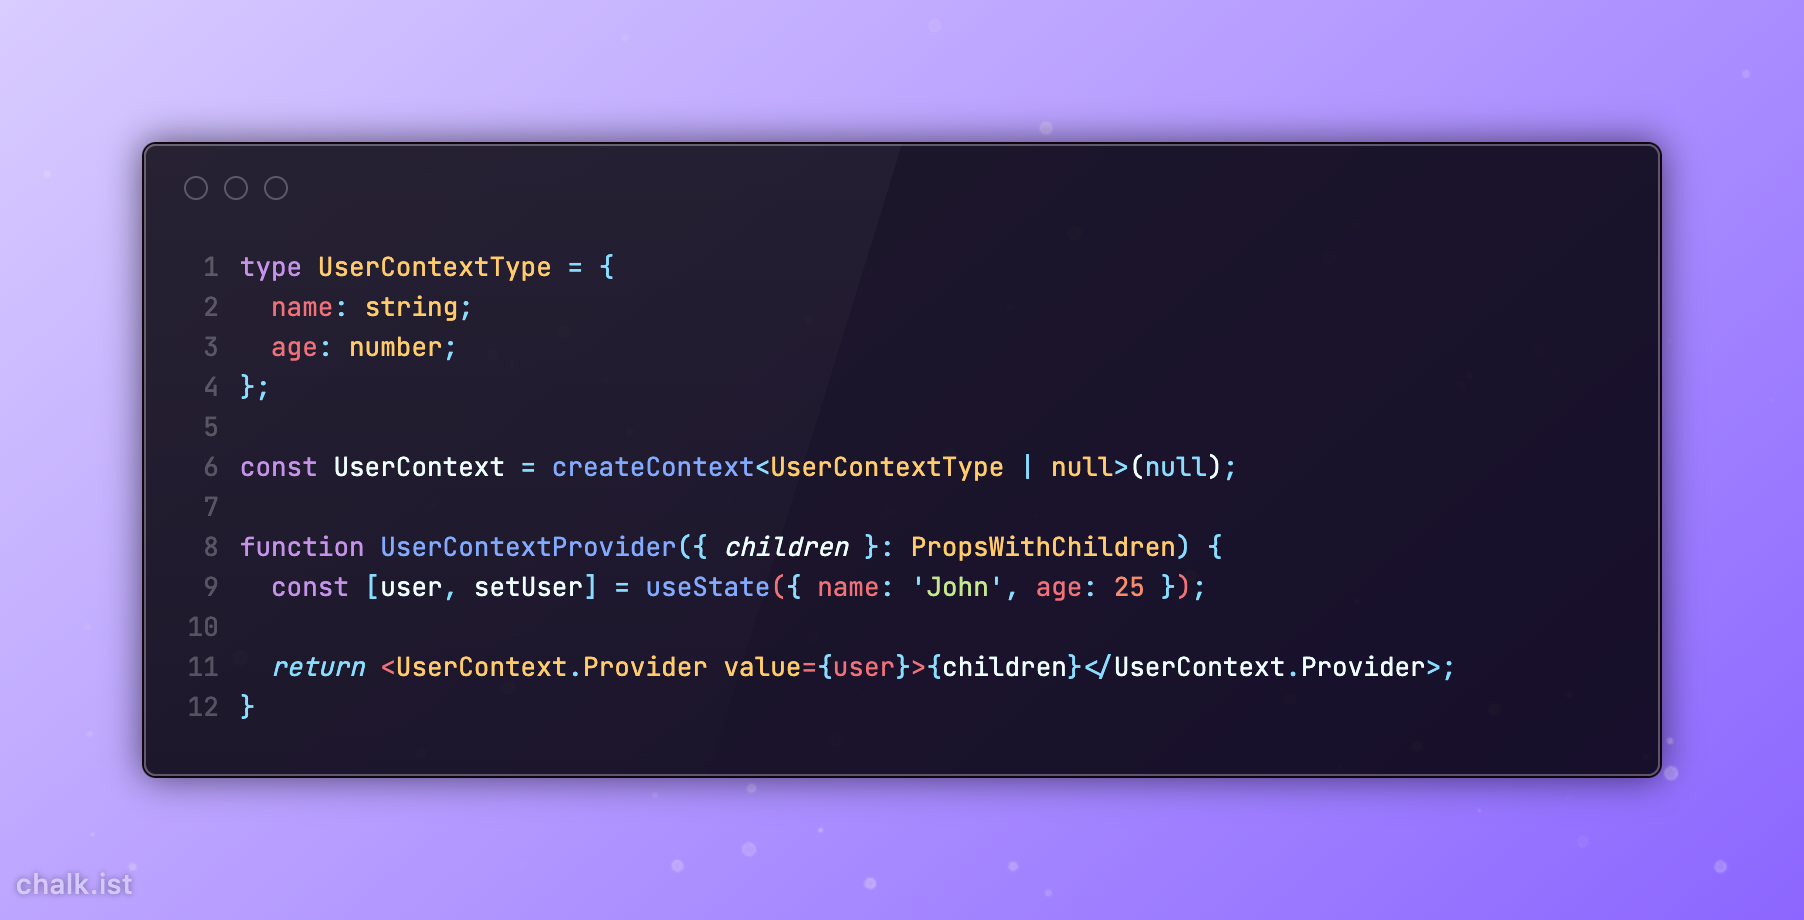 1 type UserContextType = {
2   name: string;
3   age: number;
4 };
5
6 const UserContext = createContext<UserContextType | null>(null);
7
8 function UserContextProvider({ children }: PropsWithChildren) {
9   const [user, setUser] = useState({ name: 'John', age: 25 });
10
11   return <UserContext.Provider value={user}>{children}</UserContext.Provider>;
12 }
chalk.ist